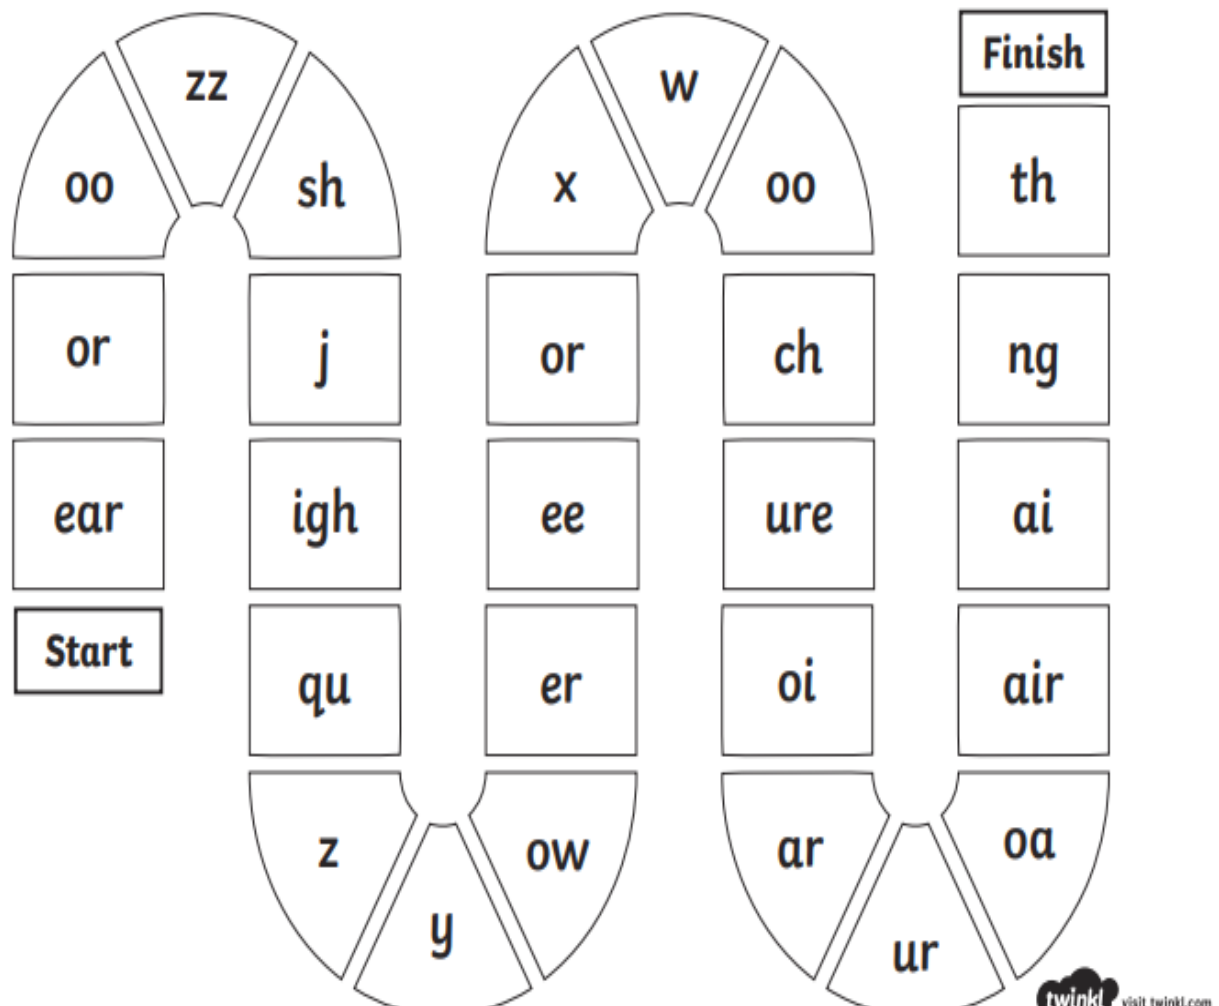 Start
ear
or
oo
zz
sh
j
igh
qu
z
y
ow
er
ee
or
x
w
oo
ch
ure
oi
ar
ur
oa
air
ai
ng
th
Finish
twinkl
visit twinkl.com